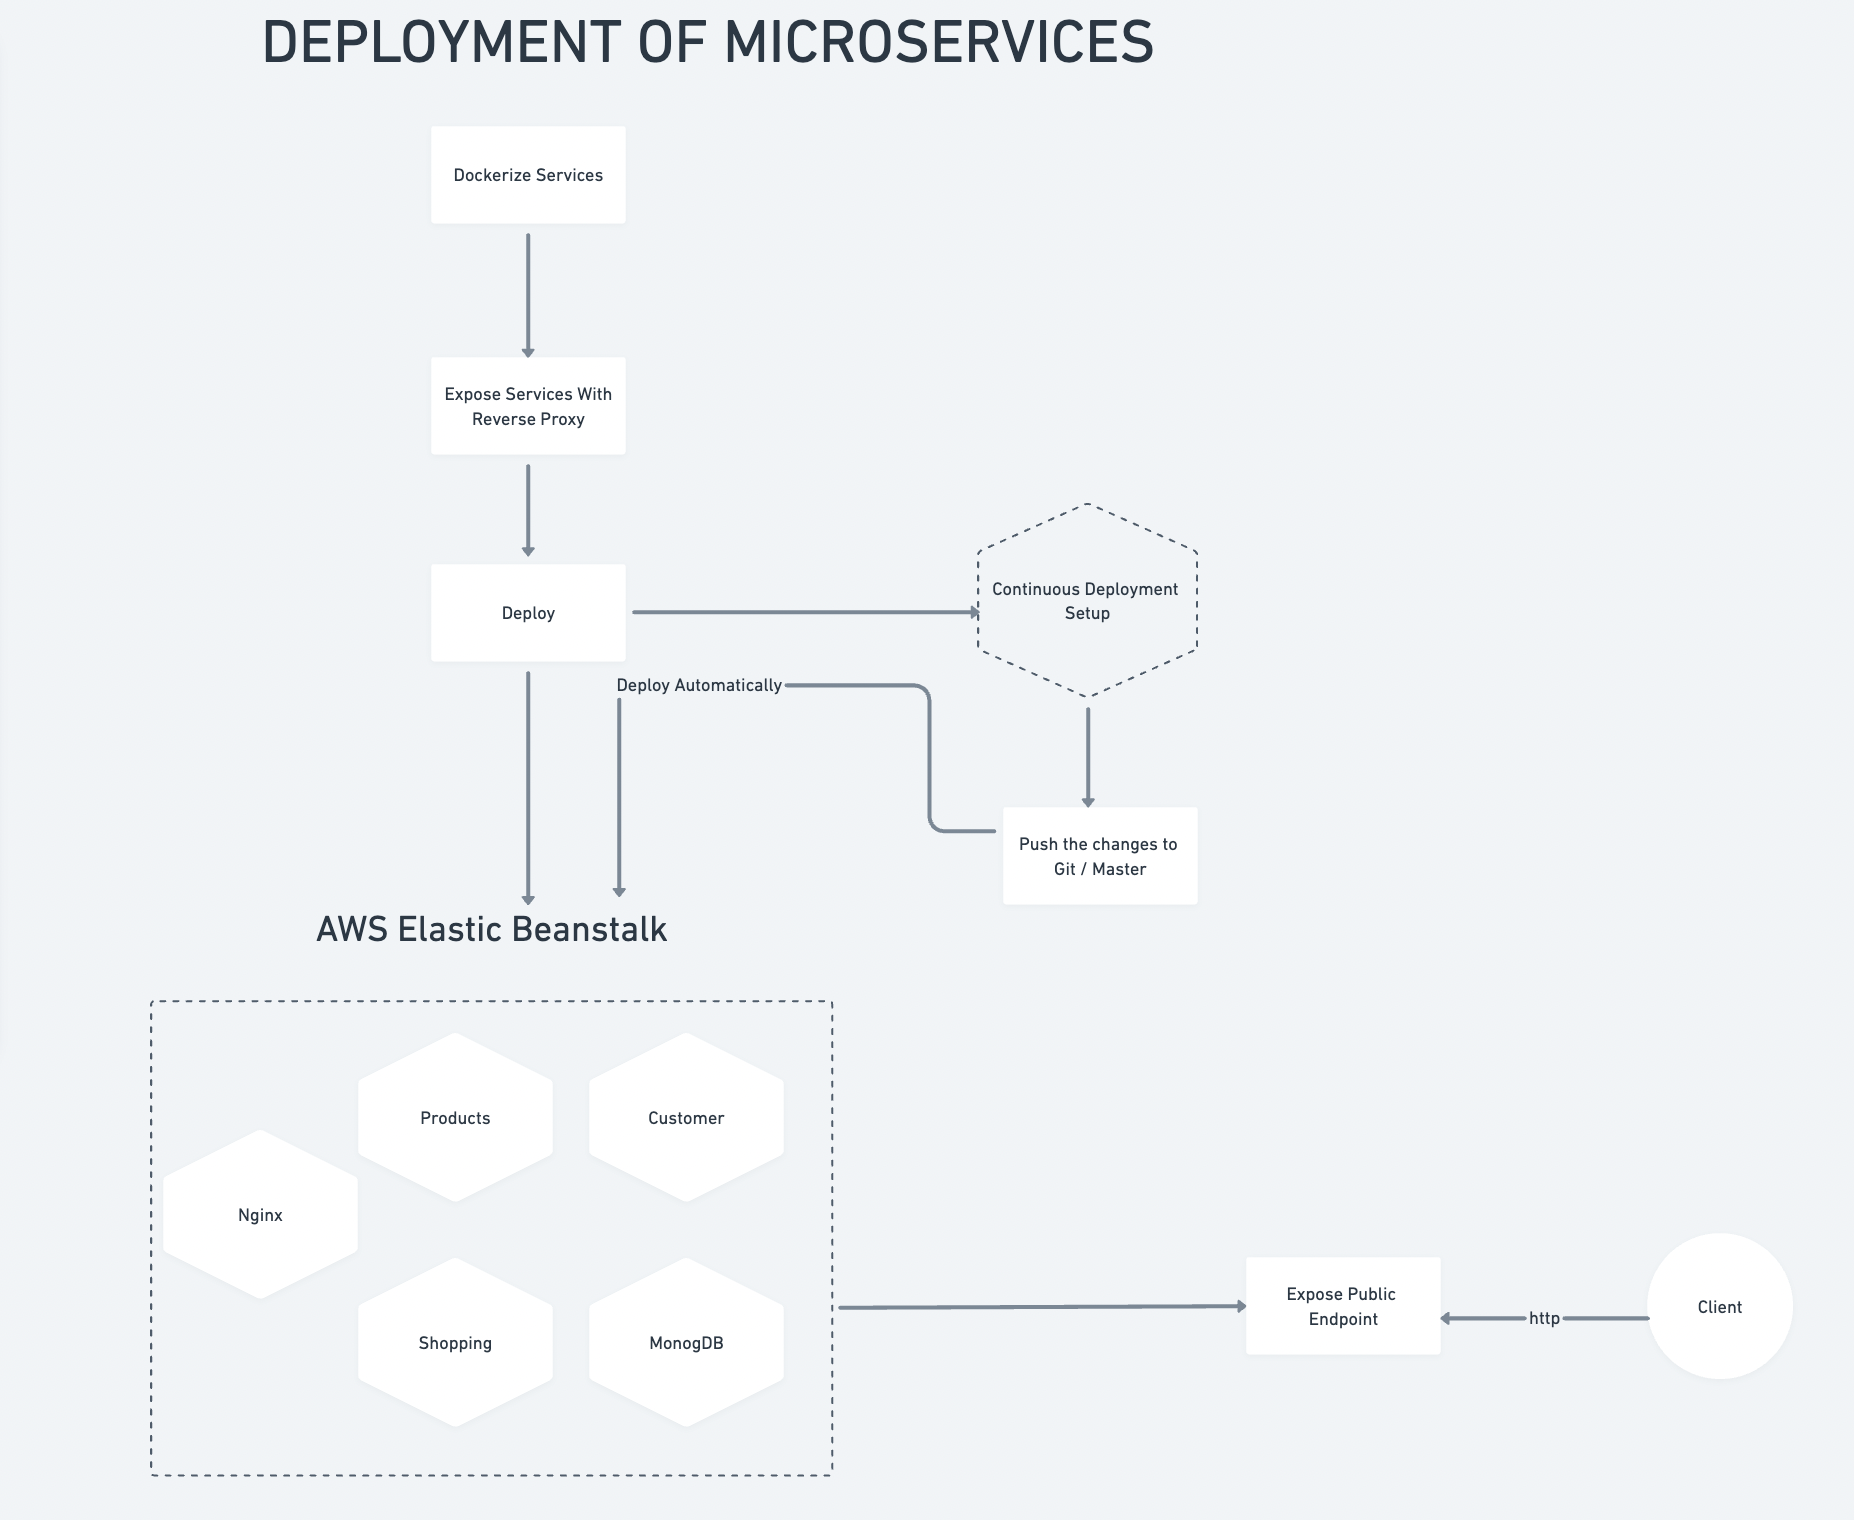 DEPLOYMENT OF MICROSERVICES
Dockerize Services
Expose Services With
Reverse Proxy
Deploy
Continuous Deployment
Setup
Deploy Automatically
Push the changes to
Git / Master
AWS Elastic Beanstalk
Products
Customer
Nginx
Shopping
MonogDB
Expose Public
Endpoint
http
Client